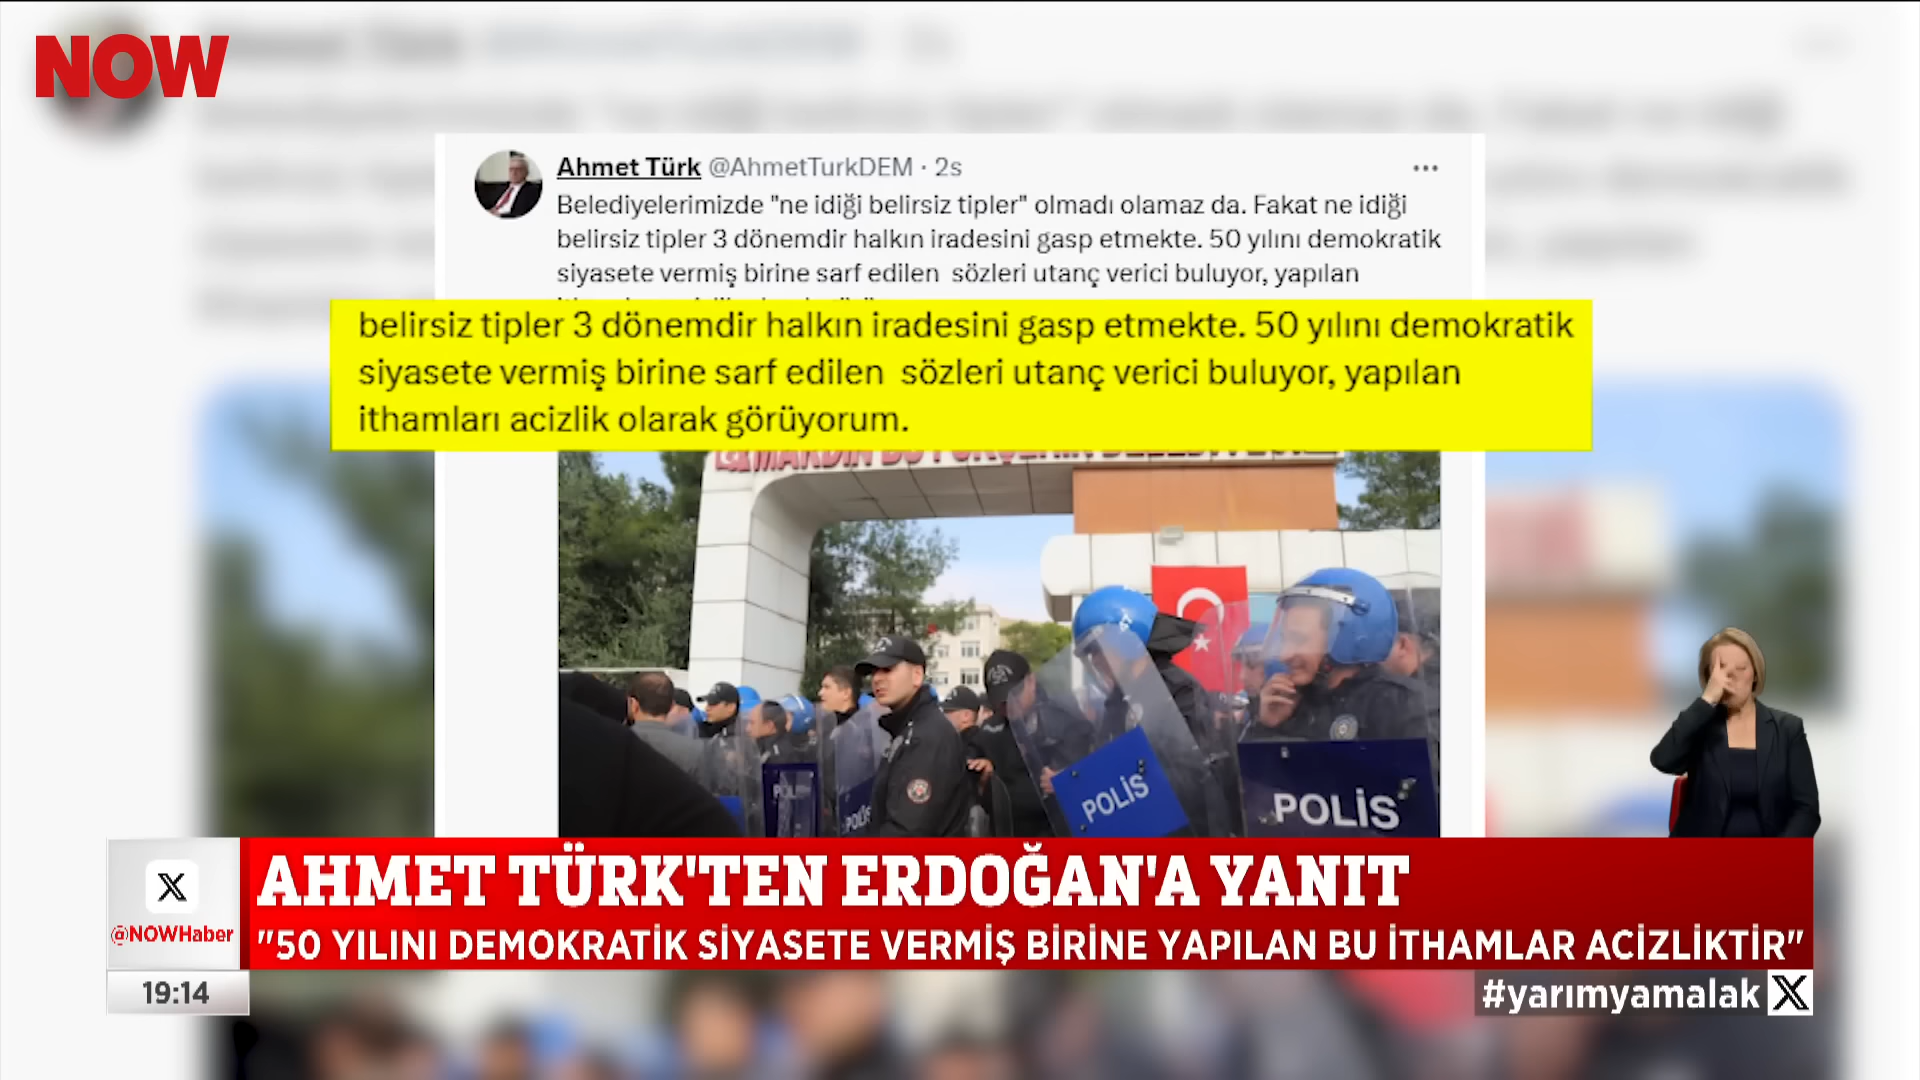 NOW
Ahmet Türk @AhmetTurkDEM · 2s
Belediyelerimizde "ne idiği belirsiz tipler" olmadı olamaz da. Fakat ne idiği
belirsiz tipler 3 dönemdir halkın iradesini gasp etmekte. 50 yılını demokratik
siyasete vermiş birine sarf edilen sözleri utanç verici buluyor, yapılan
belirsiz tipler 3 dönemdir halkın iradesini gasp etmekte. 50 yılını demokratik
siyasete vermiş birine sarf edilen sözleri utanç verici buluyor, yapılan
ithamları acizlik olarak görüyorum.
POLİS
POLİS
AHMET TÜRK'TEN ERDOĞAN'A YANIT
@NOWHaber
"50 YILINI DEMOKRATİK SİYASETE VERMİŞ BİRİNE YAPILAN BU İTHAMLAR ACİZLİKTİR"
19:14
#yarımyamalak